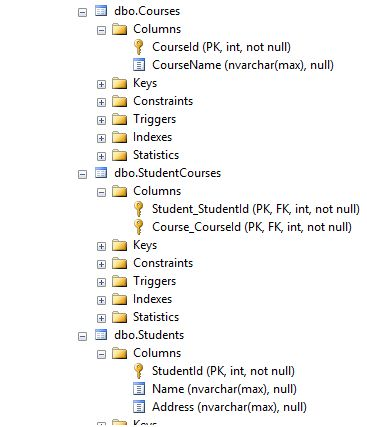 dbo.Courses
Columns
CourseId (PK, int, not null)
CourseName (nvarchar(max), null)
Keys
Constraints
Triggers
Indexes
Statistics
dbo.StudentCourses
Columns
Student_StudentId (PK, FK, int, not null)
Course_CourseId (PK, FK, int, not null)
Keys
Constraints
Triggers
Indexes
Statistics
dbo.Students
Columns
StudentId (PK, int, not null)
Name (nvarchar(max), null)
Address (nvarchar(max), null)
Keys